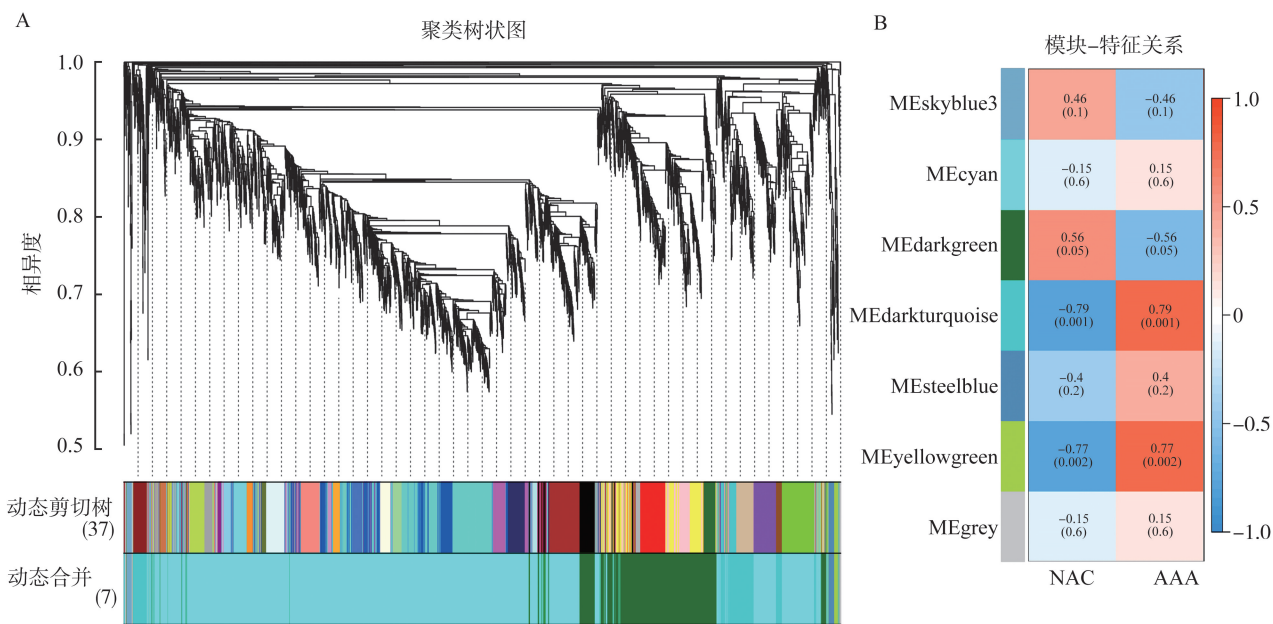 A
聚类树状图
1.0
0.9
0.8
0.7
0.6
0.5
相异度
动态剪切树
(37)
动态合并
(7)
B
模块-特征关系
MEskyblue3
0.46
(0.1)
−0.46
(0.1)
MEcyan
−0.15
(0.6)
0.15
(0.6)
MEdarkgreen
0.56
(0.05)
−0.56
(0.05)
MEdarkturquoise
−0.79
(0.001)
0.79
(0.001)
MEsteelblue
−0.4
(0.2)
0.4
(0.2)
MEyellowgreen
−0.77
(0.002)
0.77
(0.002)
MEgrey
−0.15
(0.6)
0.15
(0.6)
NAC
AAA
1.0
0.5
0
−0.5
−1.0